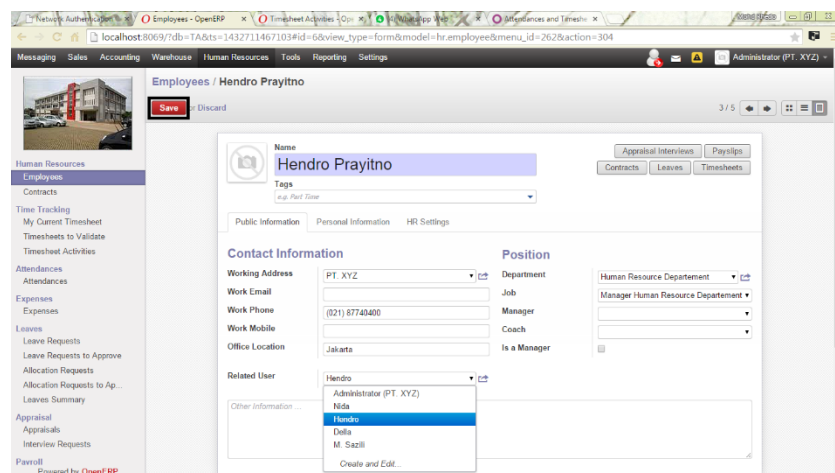 Employees - OpenERP
Timesheet Activities - Ope
WhatsApp Web
Attendances and Timeshe
localhost:8069/?db=TA&ts=1432711467103#id=6&view_type=form&model=hr.employee&menu_id=262&action=304
Messaging Sales Accounting Warehouse Human Resources Tools Reporting Settings
Administrator (PT. XYZ)
Employees / Hendro Prayitno
Save or Discard
3 / 5
Human Resources
Employees
Contracts
Time Tracking
My Current Timesheet
Timesheets to Validate
Timesheet Activities
Attendances
Attendances
Expenses
Expenses
Leaves
Leave Requests
Leave Requests to Approve
Allocation Requests
Allocation Requests to Ap...
Leaves Summary
Appraisal
Appraisals
Interview Requests
Payroll
Powered by OpenERP
Name
Hendro Prayitno
Tags
e.g. Part Time
Appraisal Interviews Payslips
Contracts Leaves Timesheets
Public Information Personal Information HR Settings
Contact Information
Working Address PT. XYZ
Work Email
Work Phone (021) 87740400
Work Mobile
Office Location Jakarta
Related User Hendro
Administrator (PT. XYZ)
Nida
Hendro
Della
M. Sazili
Create and Edit...
Other Information ...
Position
Department Human Resource Departement
Job Manager Human Resource Departement
Manager
Coach
Is a Manager